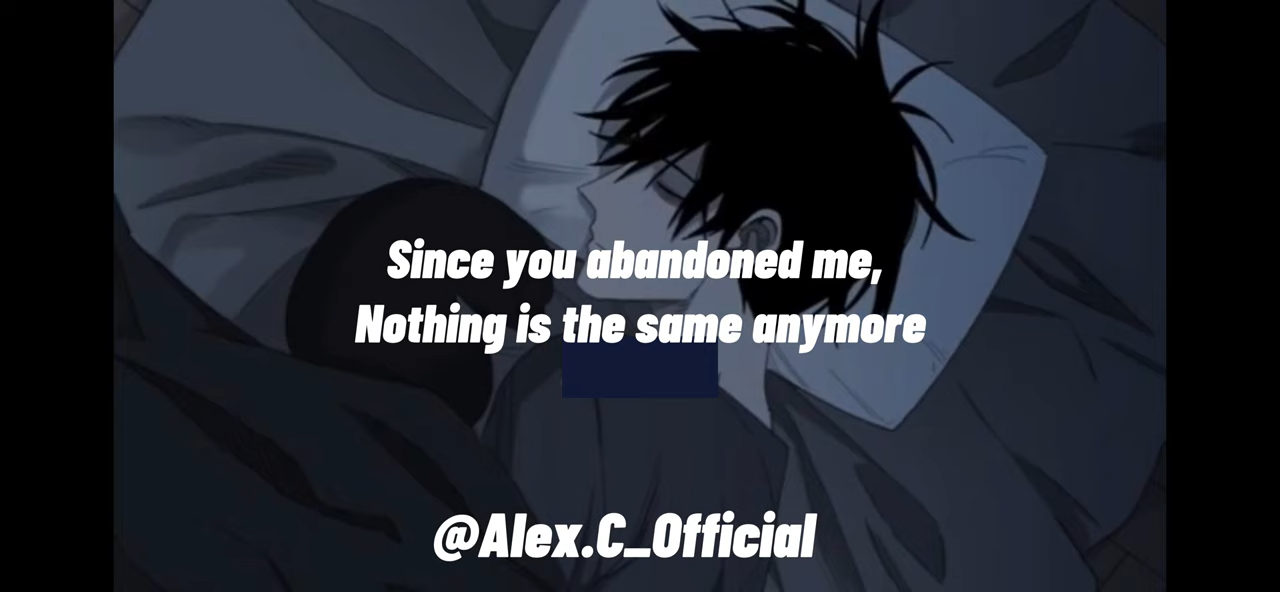 Since you abandoned me,
Nothing is the same anymore
@Alex.C_Official